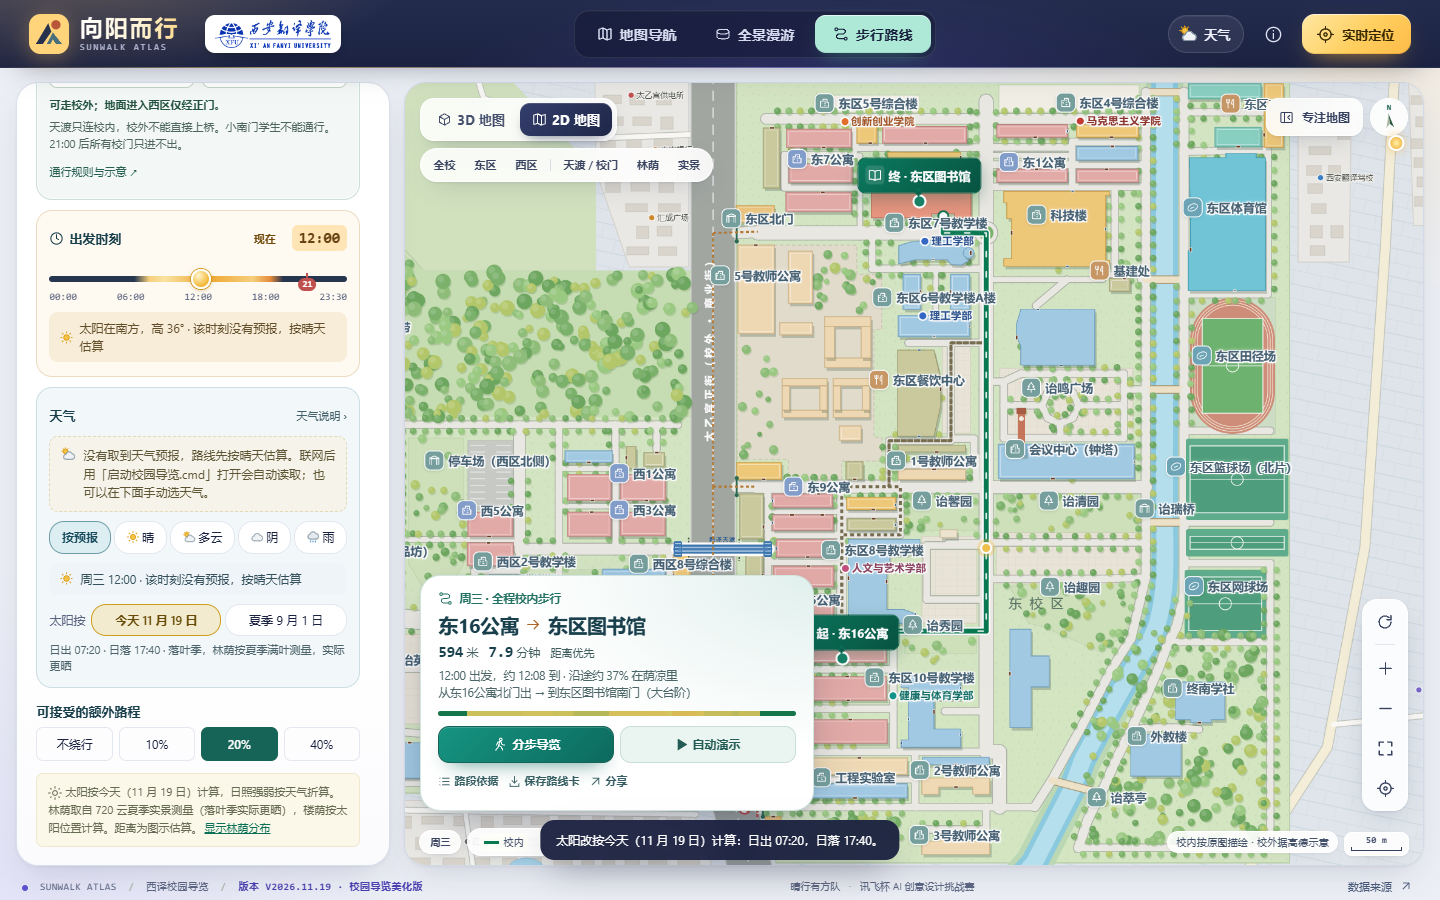 向阳而行
SUNWALK ATLAS
西安翻译学院
XI' AN FANYI UNIVERSITY
地图导航
全景漫游
步行路线
天气
实时定位
可走校外；地面进入西区仅经正门。
天渡只连校内，校外不能直接上桥。小南门学生不能通行。
21:00 后所有校门只进不出。
通行规则与示意 ↗
出发时刻
现在
12:00
21
00:00
06:00
12:00
18:00
23:30
太阳在南方，高 36° · 该时刻没有预报，按晴天
估算
天气
天气说明 ›
没有取到天气预报，路线先按晴天估算。联网后
用「启动校园导览.cmd」打开会自动读取；也
可以在下面手动选天气。
按预报
晴
多云
阴
雨
周三 12:00 · 该时刻没有预报，按晴天估算
太阳按
今天 11 月 19 日
夏季 9 月 1 日
日出 07:20 · 日落 17:40 · 落叶季，林荫按夏季满叶测量，实际
更晒
可接受的额外路程
不绕行
10%
20%
40%
太阳按今天（11 月 19 日）计算，日照强弱按天气折算。
林荫取自 720 云夏季实景测量（落叶季实际更晒），楼荫按太
阳位置计算。距离为图示估算。 显示林荫分布
3D 地图
2D 地图
全校
东区
西区
天渡 / 校门
林荫
实景
专注地图
N
太乙宫供电所
汇成广场
东区5号综合楼
创新创业学院
东区4号综合楼
马克思主义学院
东区
东7公寓
东1公寓
终 · 东区图书馆
西安翻译学院
东区北门
东区7号教学楼
理工学部
科技楼
东区体育馆
5号教师公寓
基建处
东区6号教学楼A楼
理工学部
东区田径场
东区餐饮中心
诒鸣广场
会议中心（钟塔）
1号教师公寓
东区篮球场（北片）
停车场（西区北侧）
西1公寓
东9公寓
诒馨园
诒清园
诒瑞桥
西5公寓
西3公寓
西区2号教学楼
西区8号综合楼
东区8号教学楼
人文与艺术学部
诒趣园
东区网球场
东 校 区
诒秀园
起 · 东16公寓
东区10号教学楼
健康与体育学部
终南学社
外教楼
工程实验室
2号教师公寓
诒萃亭
3号教师公寓
周三 · 全程校内步行
东16公寓 → 东区图书馆
594 米 7.9 分钟 距离优先
12:00 出发，约 12:08 到 · 沿途约 37% 在荫凉里
从东16公寓北门出 → 到东区图书馆南门（大台阶）
分步导览
自动演示
路段依据
保存路线卡
分享
周三
校内
太阳改按今天（11 月 19 日）计算：日出 07:20，日落 17:40。
校内按原图描绘 · 校外据高德示意
50 m
SUNWALK ATLAS / 西译校园导览 / 版本 V2026.11.19 · 校园导览美化版
晴行有方队 · 讯飞杯 AI 创意设计挑战赛
数据来源 ↗